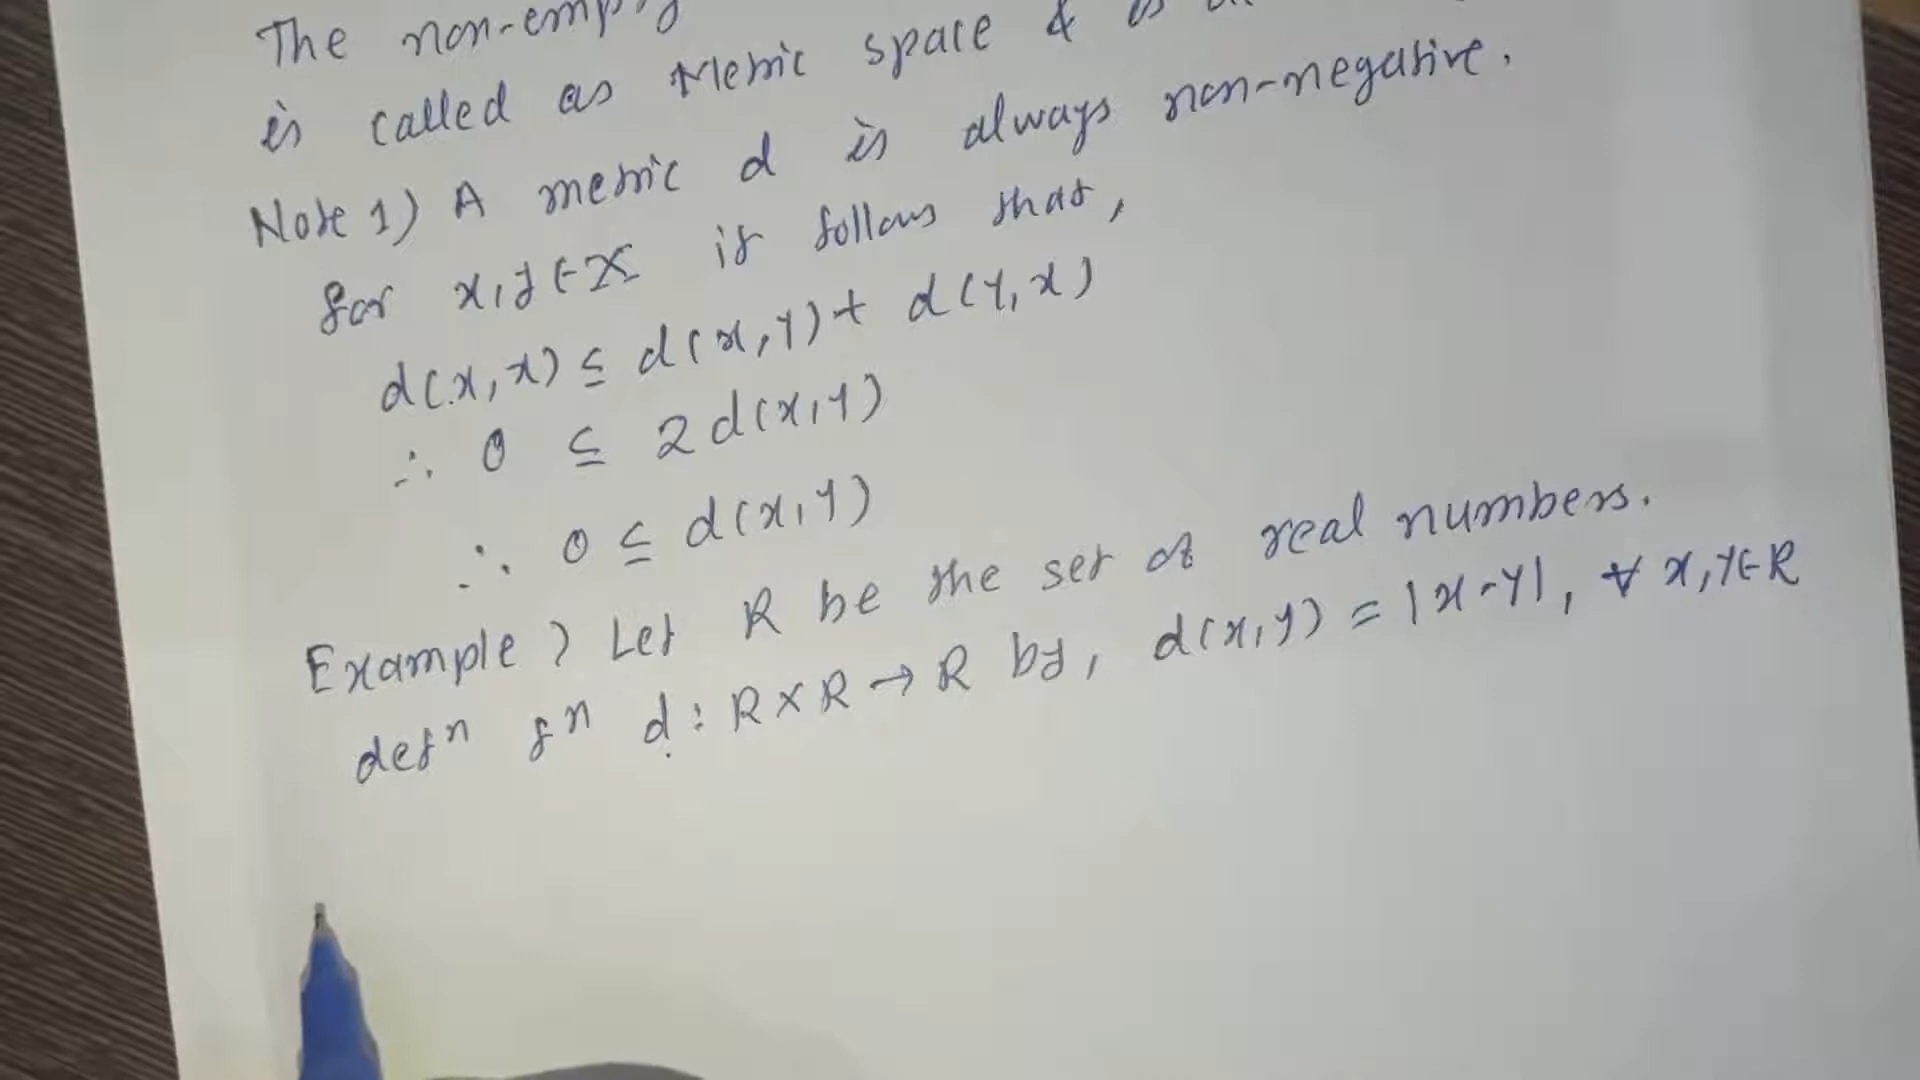 The non-empty
is called as Metric space & is
Note 1) A metric d is always non-negative.
for x,y∈X it follows that,
d(x,x) ≤ d(x,y) + d(y,x)
∴ 0 ≤ 2d(x,y)
∴ 0 ≤ d(x,y)
Example) Let R be the set of real numbers.
defⁿ fⁿ d: R×R → R by, d(x,y) = |x-y|, ∀ x,y∈R